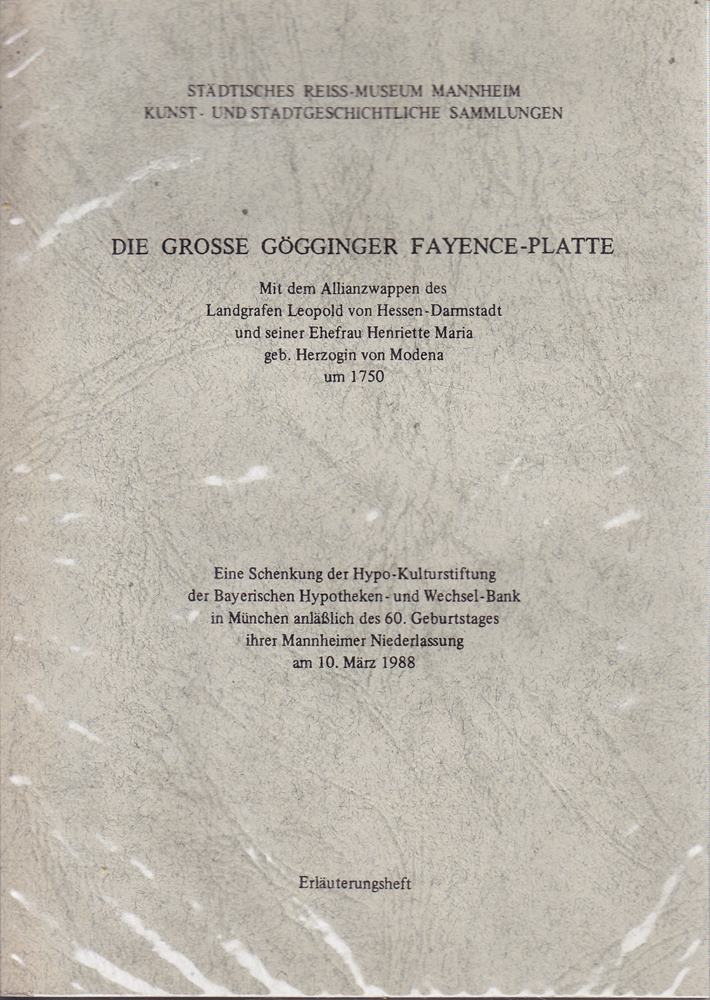 STÄDTISCHES REISS-MUSEUM MANNHEIM
KUNST- UND STADTGESCHICHTLICHE SAMMLUNGEN
DIE GROSSE GÖGGINGER FAYENCE-PLATTE
Mit dem Allianzwappen des
Landgrafen Leopold von Hessen-Darmstadt
und seiner Ehefrau Henriette Maria
geb. Herzogin von Modena
um 1750
Eine Schenkung der Hypo-Kulturstiftung
der Bayerischen Hypotheken- und Wechsel-Bank
in München anläßlich des 60. Geburtstages
ihrer Mannheimer Niederlassung
am 10. März 1988
Erläuterungsheft